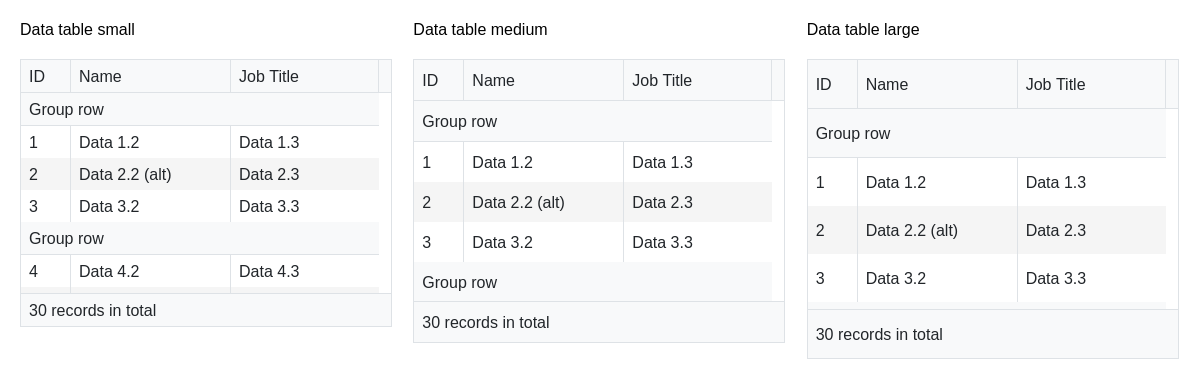 Data table small
ID Name Job Title
Group row
1 Data 1.2 Data 1.3
2 Data 2.2 (alt) Data 2.3
3 Data 3.2 Data 3.3
Group row
4 Data 4.2 Data 4.3
30 records in total
Data table medium
ID Name Job Title
Group row
1 Data 1.2 Data 1.3
2 Data 2.2 (alt) Data 2.3
3 Data 3.2 Data 3.3
Group row
30 records in total
Data table large
ID Name Job Title
Group row
1 Data 1.2 Data 1.3
2 Data 2.2 (alt) Data 2.3
3 Data 3.2 Data 3.3
30 records in total